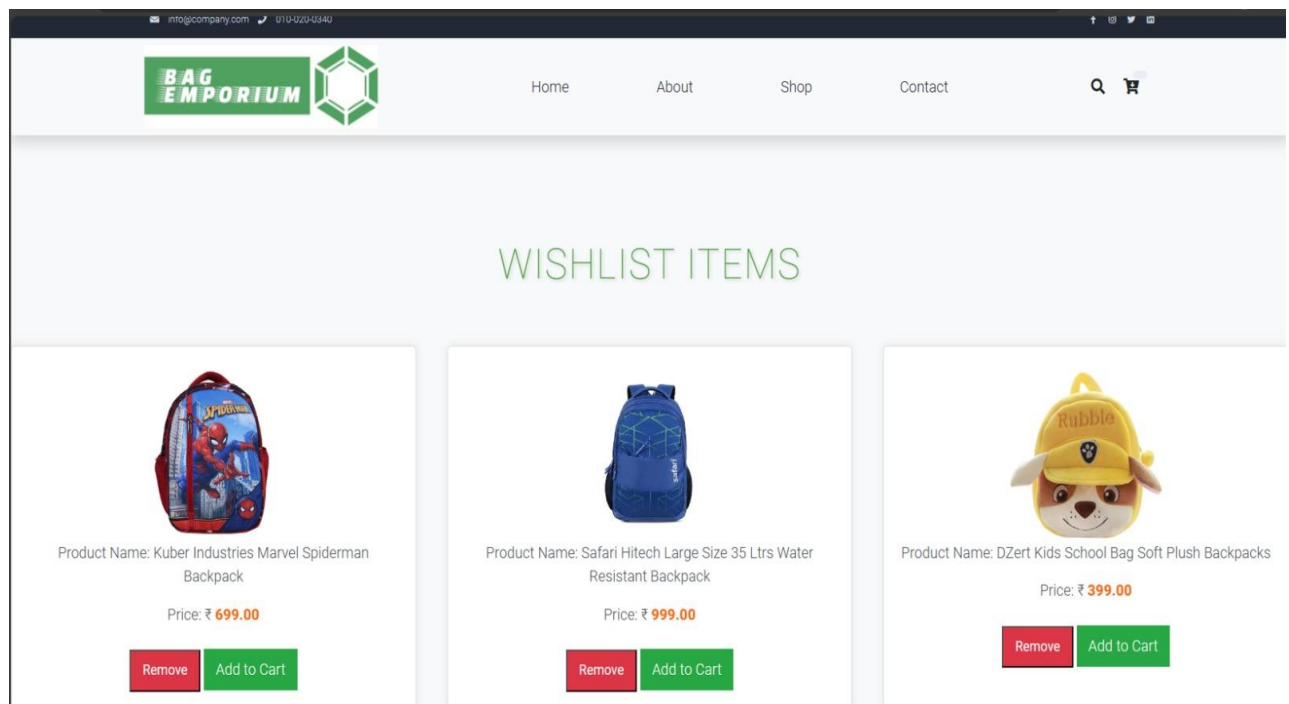 info@company.com 010-020-0340
BAG
EMPORIUM
Home About Shop Contact
WISHLIST ITEMS
SPIDERMAN
safari
Rubble
Product Name: Kuber Industries Marvel Spiderman
Backpack
Price: ₹ 699.00
Remove Add to Cart
Product Name: Safari Hitech Large Size 35 Ltrs Water
Resistant Backpack
Price: ₹ 999.00
Remove Add to Cart
Product Name: DZert Kids School Bag Soft Plush Backpacks
Price: ₹ 399.00
Remove Add to Cart